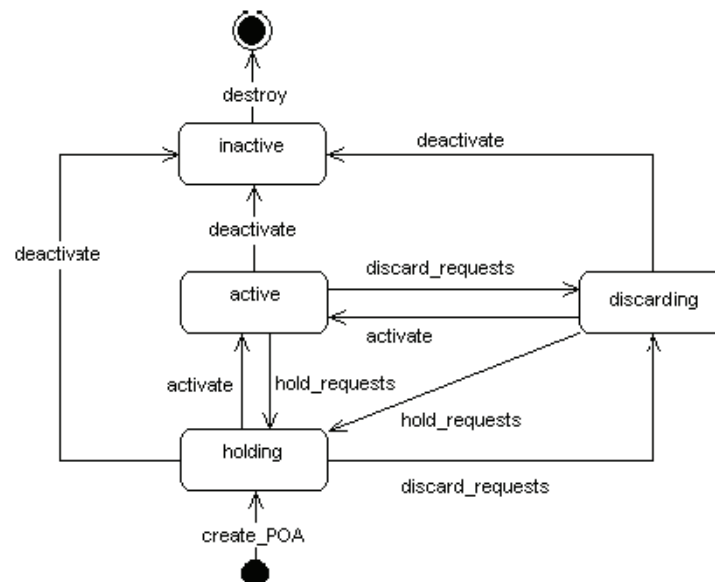 destroy
inactive
deactivate
deactivate
deactivate
discard_requests
active
discarding
activate
activate
hold_requests
hold_requests
holding
discard_requests
create_POA